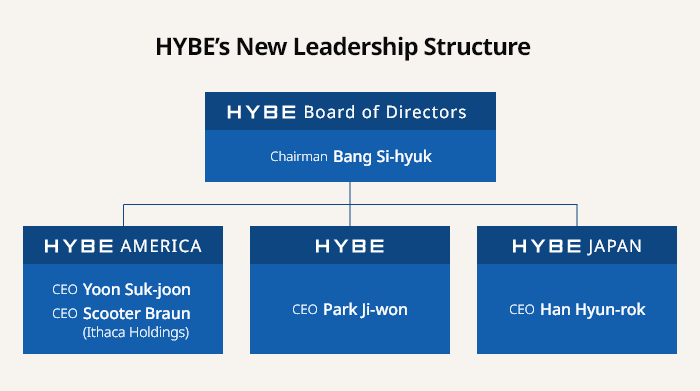 HYBE's New Leadership Structure
HYBE Board of Directors
Chairman Bang Si-hyuk
HYBE AMERICA
CEO Yoon Suk-joon
CEO Scooter Braun
(Ithaca Holdings)
HYBE
CEO Park Ji-won
HYBE JAPAN
CEO Han Hyun-rok